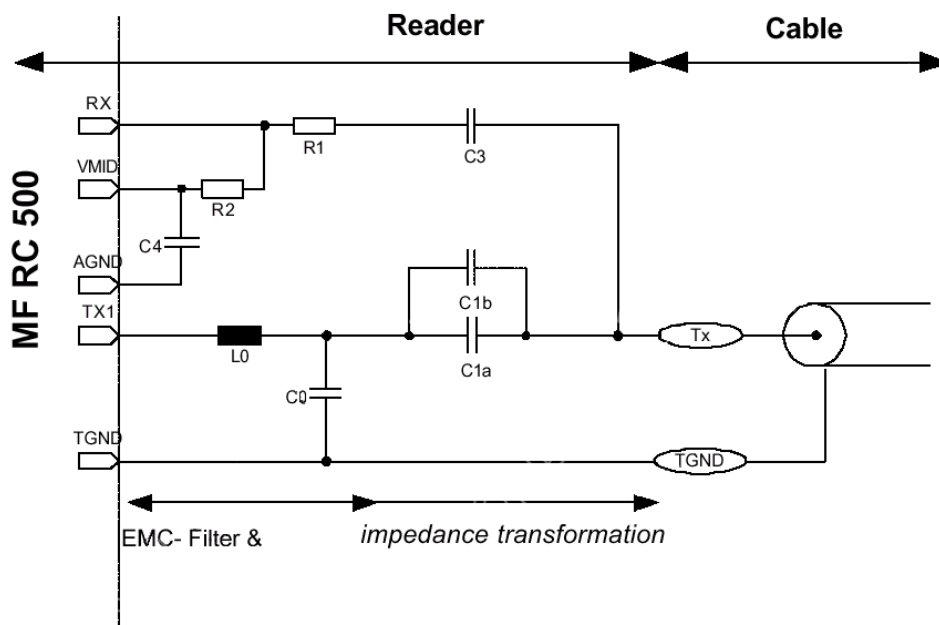 Reader
Cable
MF RC 500
RX
R1
C3
VMID
R2
C4
AGND
C1b
TX1
L0
C1a
Tx
C0
TGND
TGND
EMC- Filter &
impedance transformation